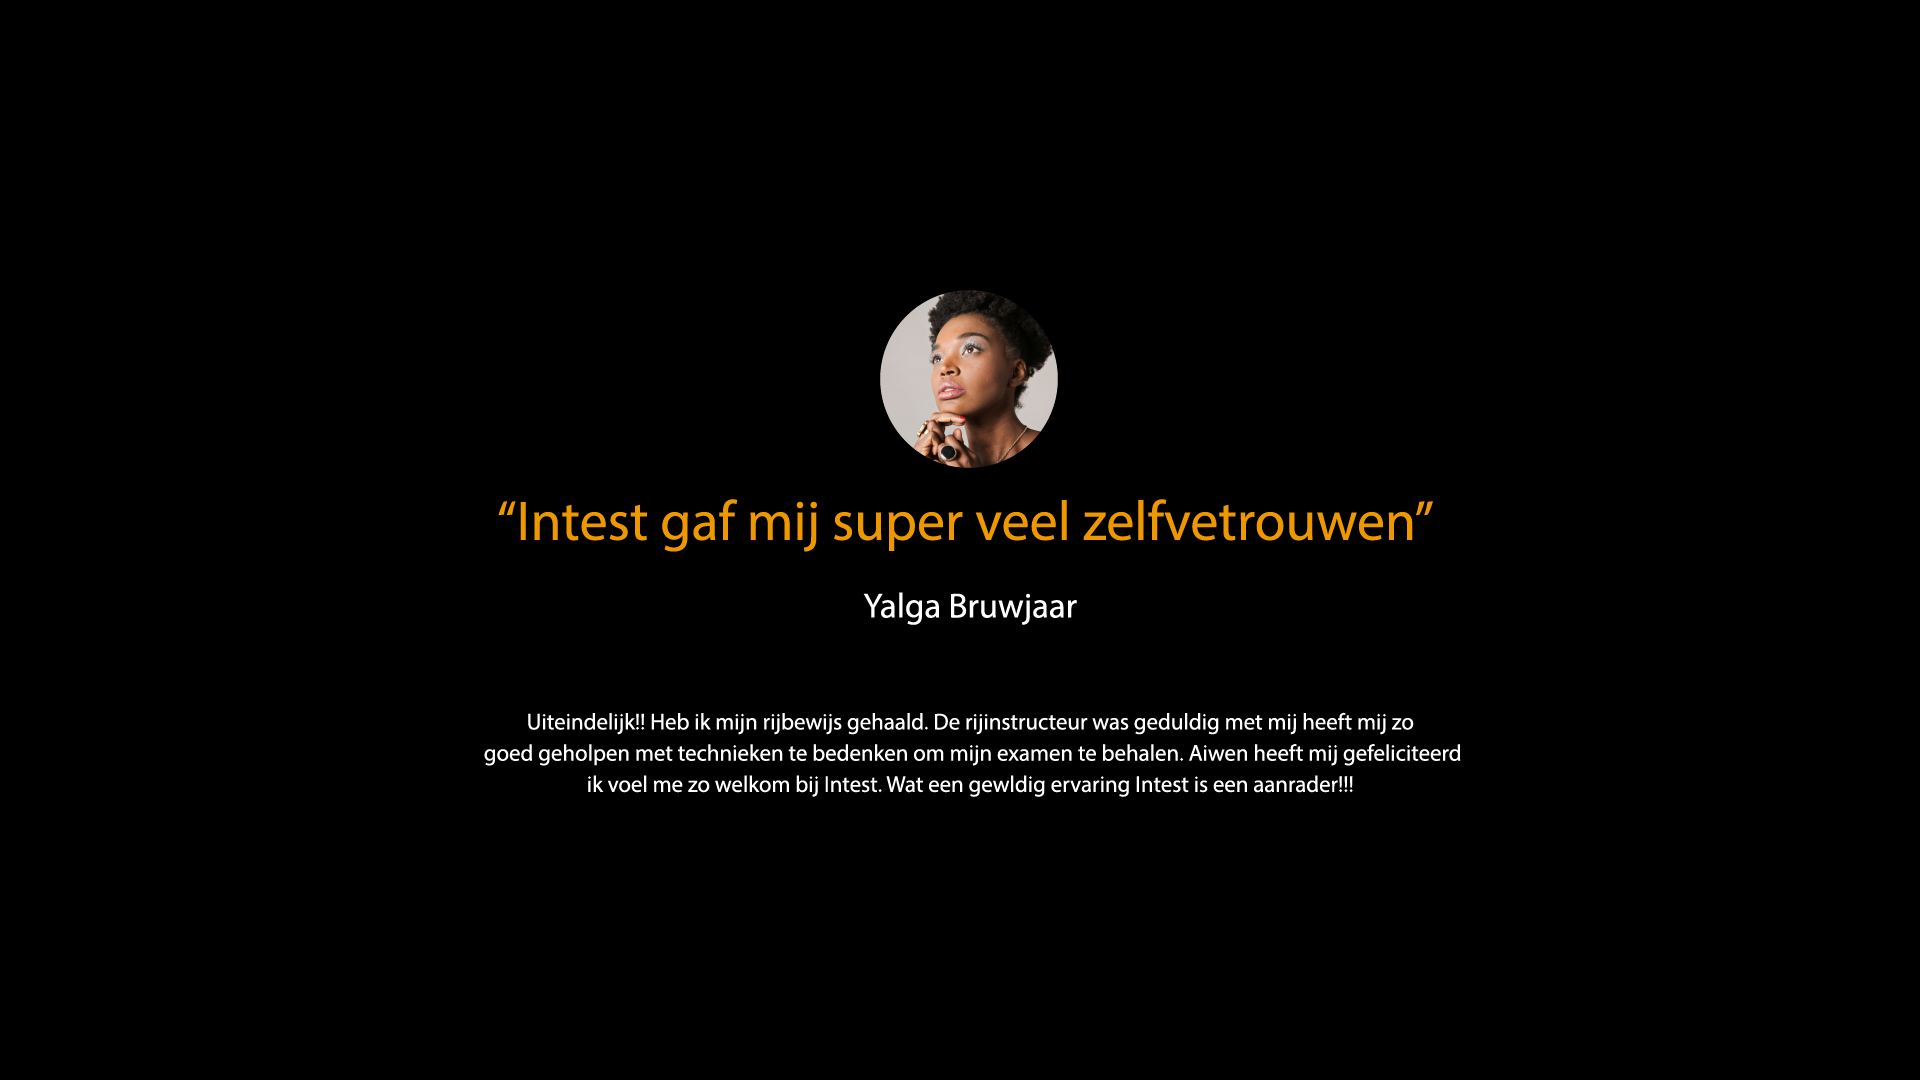 “Intest gaf mij super veel zelfvetrouwen”
Yalga Bruwjaar
Uiteindelijk!! Heb ik mijn rijbewijs gehaald. De rijinstructeur was geduldig met mij heeft mij zo
goed geholpen met technieken te bedenken om mijn examen te behalen. Aiwen heeft mij gefeliciteerd
ik voel me zo welkom bij Intest. Wat een gewldig ervaring Intest is een aanrader!!!